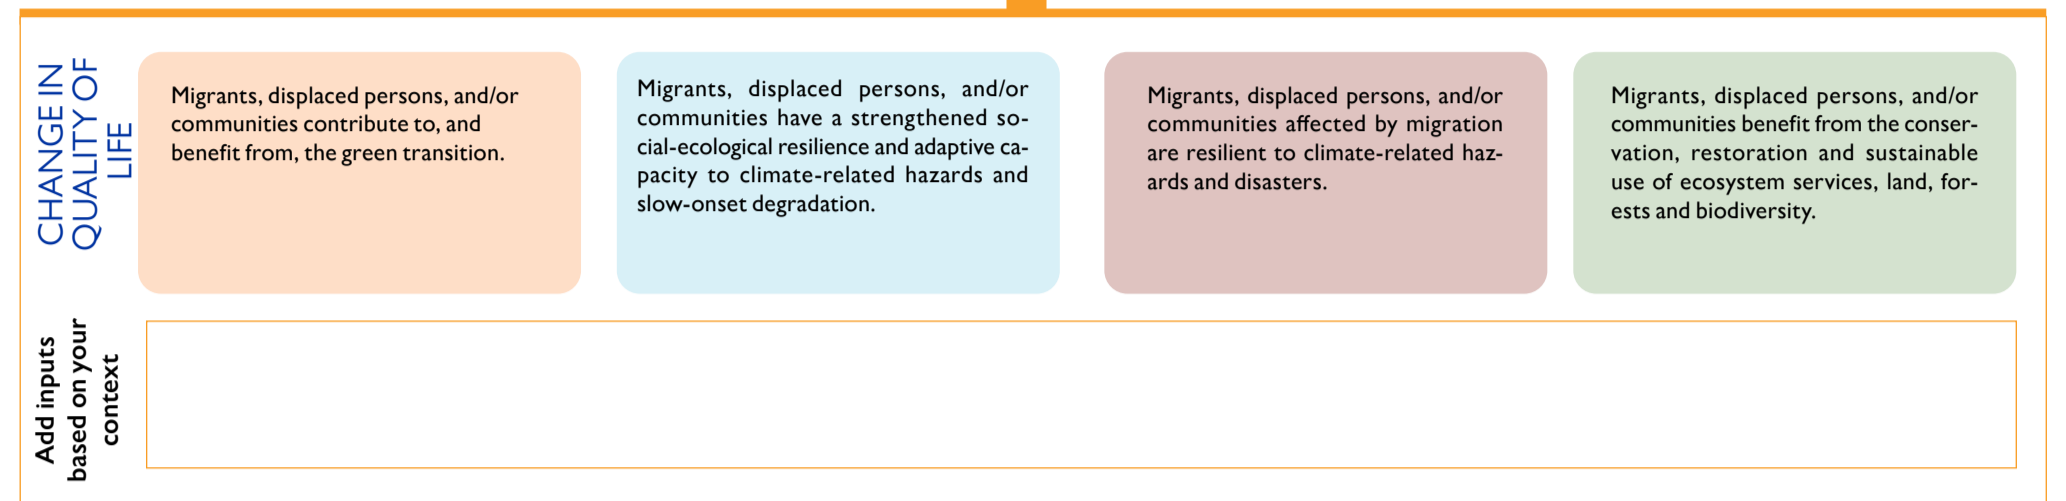 CHANGE IN
QUALITY OF
LIFE
Migrants, displaced persons, and/or
communities contribute to, and
benefit from, the green transition.
Migrants, displaced persons, and/or
communities have a strengthened so-
cial-ecological resilience and adaptive ca-
pacity to climate-related hazards and
slow-onset degradation.
Migrants, displaced persons, and/or
communities affected by migration
are resilient to climate-related haz-
ards and disasters.
Migrants, displaced persons, and/or
communities benefit from the conser-
vation, restoration and sustainable
use of ecosystem services, land, for-
ests and biodiversity.
Add inputs
based on your
context